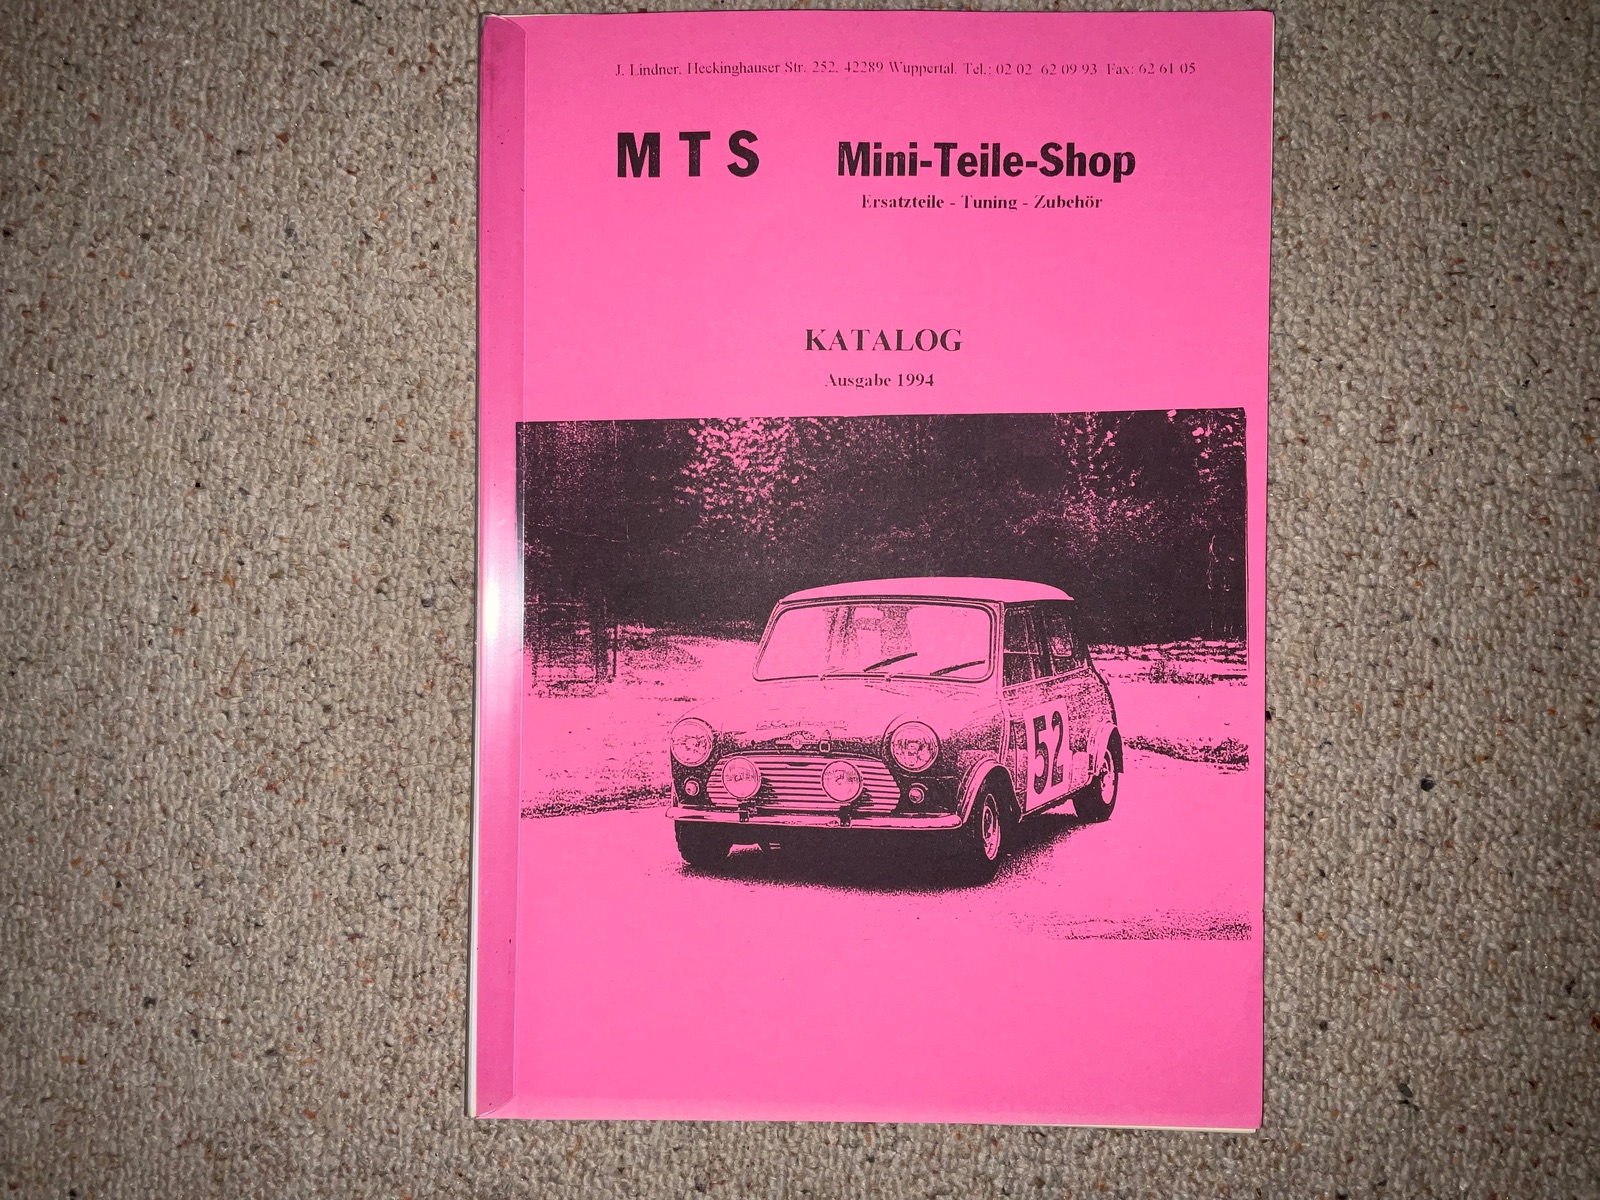 J. Lindner, Heckinghauser Str. 252, 42289 Wuppertal, Tel.: 02 02 62 09 93 Fax: 62 61 05
MTS Mini-Teile-Shop
Ersatzteile - Tuning - Zubehör
KATALOG
Ausgabe 1994
52